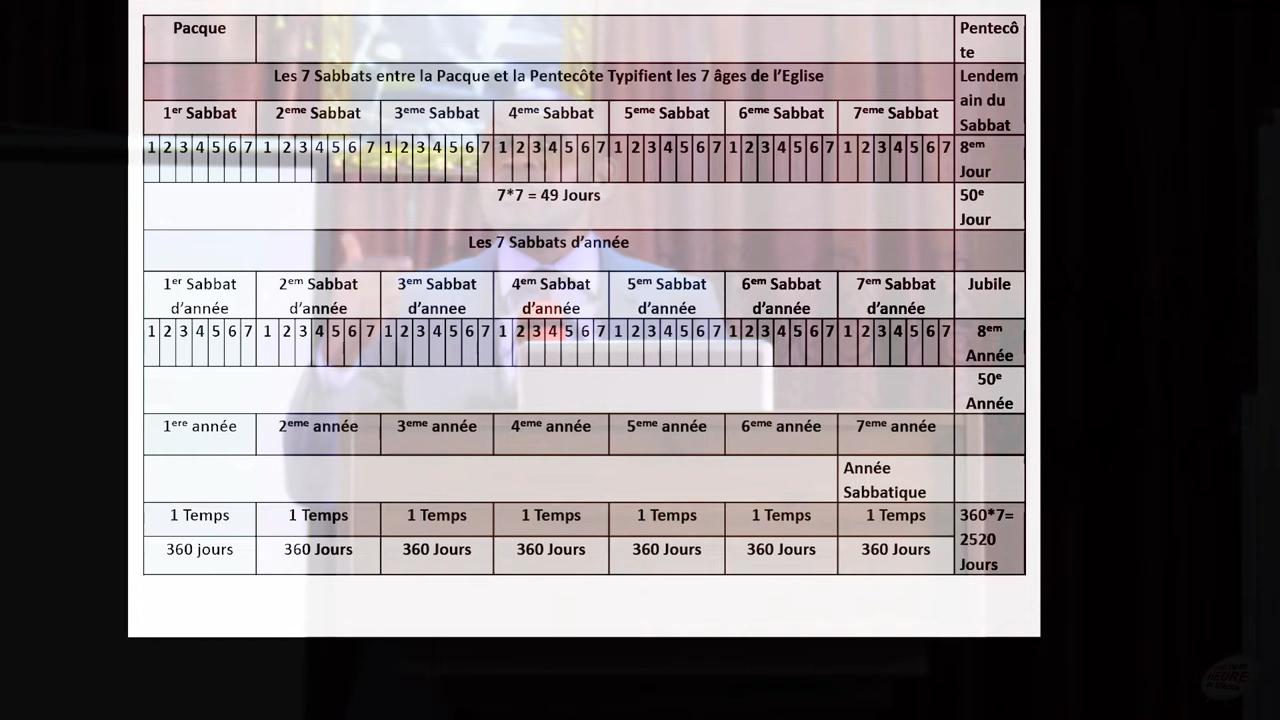 Pacque
Pentecô
te
Les 7 Sabbats entre la Pacque et la Pentecôte Typifient les 7 âges de l'Eglise
Lendem
ain du
Sabbat
1er Sabbat 2eme Sabbat 3eme Sabbat 4eme Sabbat 5eme Sabbat 6eme Sabbat 7eme Sabbat
1 2 3 4 5 6 7 1 2 3 4 5 6 7 1 2 3 4 5 6 7 1 2 3 4 5 6 7 1 2 3 4 5 6 7 1 2 3 4 5 6 7 1 2 3 4 5 6 7
8em
Jour
7*7 = 49 Jours
50e
Jour
Les 7 Sabbats d'année
1er Sabbat
d'année
2em Sabbat
d'année
3em Sabbat
d'annee
4em Sabbat
d'année
5em Sabbat
d'année
6em Sabbat
d'année
7em Sabbat
d'année
Jubile
1 2 3 4 5 6 7 1 2 3 4 5 6 7 1 2 3 4 5 6 7 1 2 3 4 5 6 7 1 2 3 4 5 6 7 1 2 3 4 5 6 7 1 2 3 4 5 6 7
8em
Année
50e
Année
1ere année 2eme année 3eme année 4eme année 5eme année 6eme année 7eme année
Année
Sabbatique
1 Temps 1 Temps 1 Temps 1 Temps 1 Temps 1 Temps 1 Temps
360 jours 360 Jours 360 Jours 360 Jours 360 Jours 360 Jours 360 Jours
360*7=
2520
Jours
HEURE